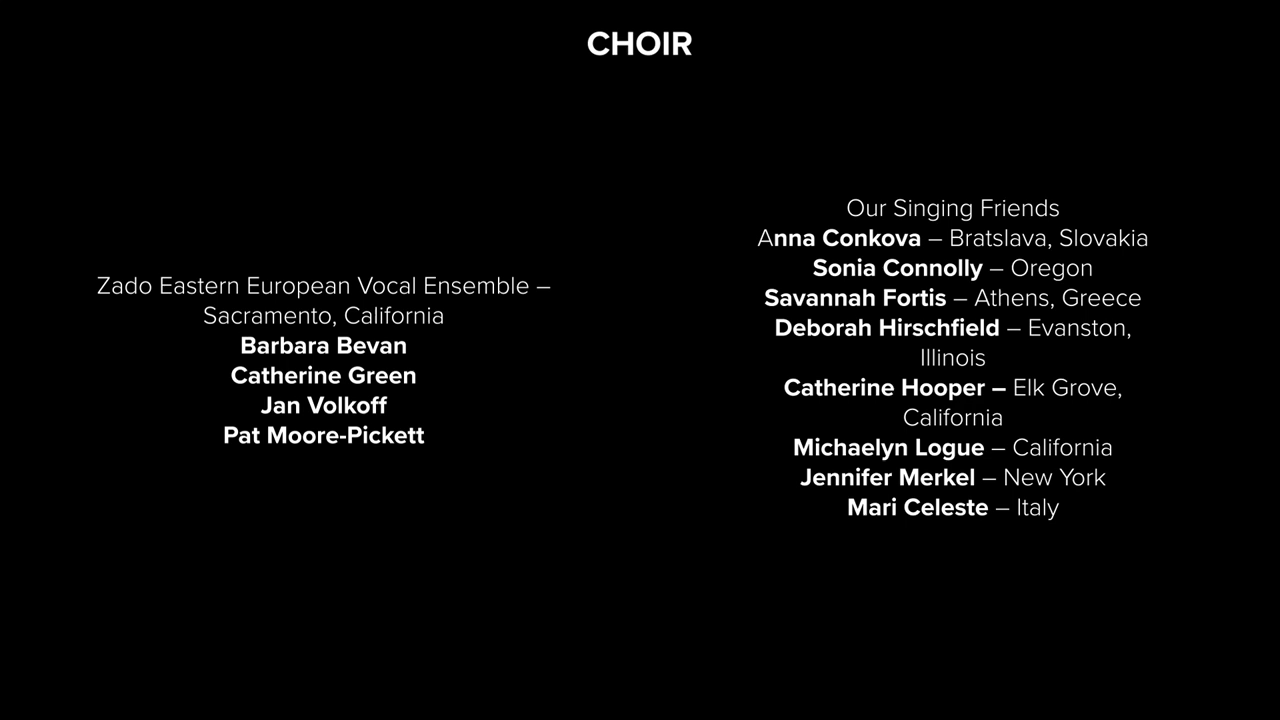 CHOIR
Zado Eastern European Vocal Ensemble –
Sacramento, California
Barbara Bevan
Catherine Green
Jan Volkoff
Pat Moore-Pickett
Our Singing Friends
Anna Conkova – Bratslava, Slovakia
Sonia Connolly – Oregon
Savannah Fortis – Athens, Greece
Deborah Hirschfield – Evanston,
Illinois
Catherine Hooper – Elk Grove,
California
Michaelyn Logue – California
Jennifer Merkel – New York
Mari Celeste – Italy